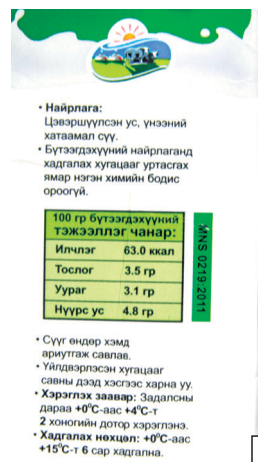 • Найрлага:
Цэвэршүүлсэн ус, үнээний
хатаамал сүү.
• Бүтээгдэхүүний найрлаганд
хадгалах хугацааг уртасгах
ямар нэгэн химийн бодис
ороогүй.
100 гр бүтээгдэхүүний
тэжээллэг чанар:
Илчлэг 63.0 ккал
Тослог 3.5 гр
Уураг 3.1 гр
Нүүрс ус 4.8 гр
MNS 0219:2011
• Сүүг өндөр хэмд
ариутгаж савлав.
• Үйлдвэрлэсэн хугацааг
савны дээд хэсгээс харна уу.
• Хэрэглэх заавар: Задалсны
дараа +0°С-аас +4°С-т
2 хоногийн дотор хэрэглэнэ.
• Хадгалах нөхцөл: +0°С-аас
+15°С-т 6 сар хадгална.